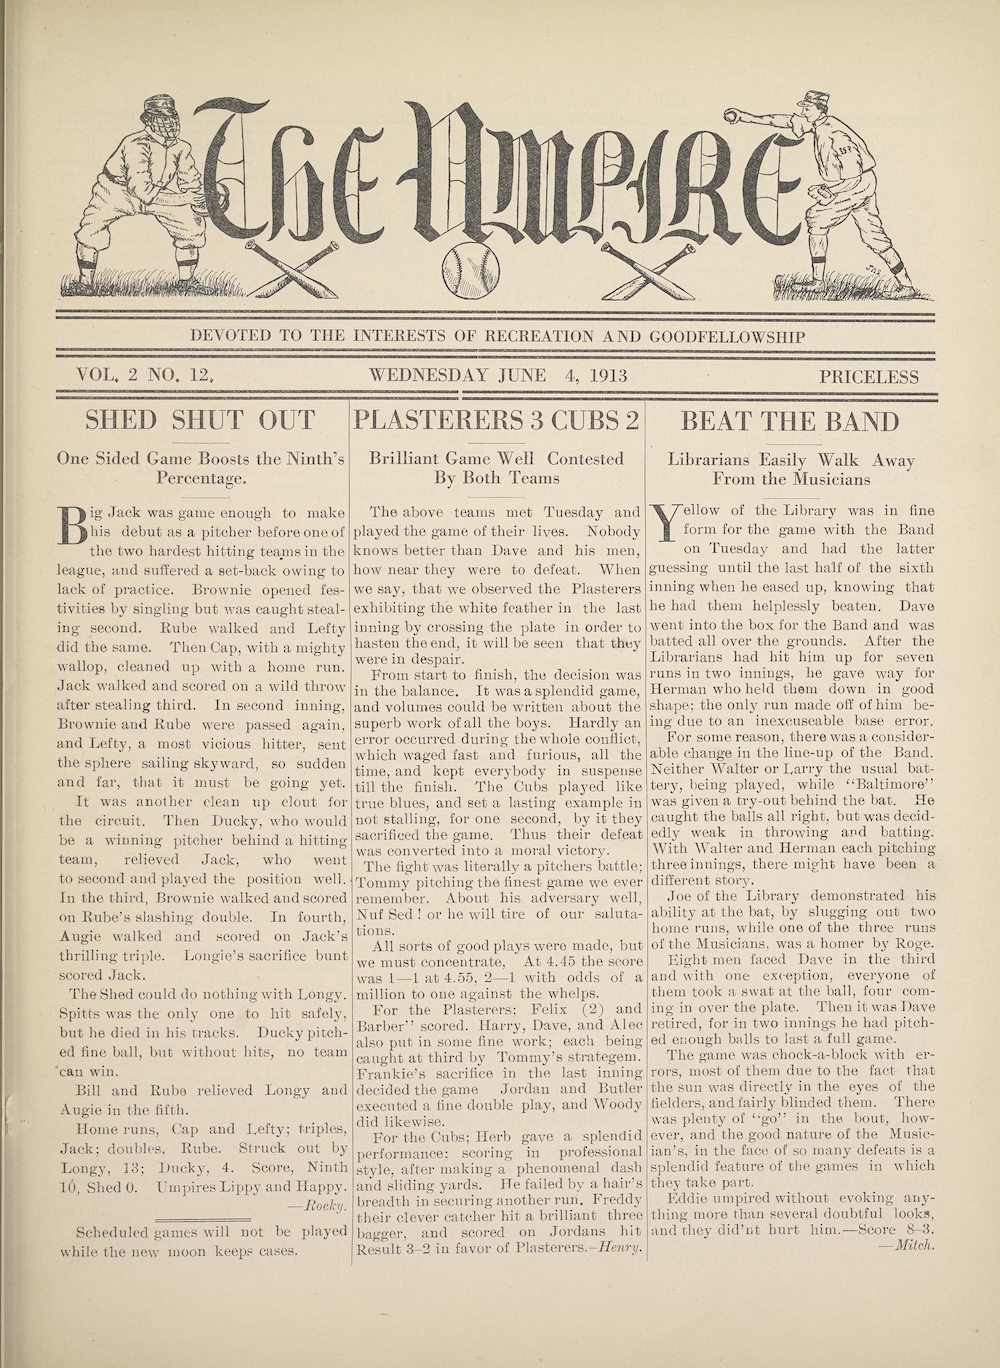 The Umpire
DEVOTED TO THE INTERESTS OF RECREATION AND GOODFELLOWSHIP
VOL. 2 NO. 12. WEDNESDAY JUNE 4, 1913 PRICELESS
SHED SHUT OUT
One Sided Game Boosts the Ninth's
Percentage.
Big Jack was game enough to make
his debut as a pitcher before one of
the two hardest hitting teams in the
league, and suffered a set-back owing to
lack of practice. Brownie opened fes-
tivities by singling but was caught steal-
ing second. Rube walked and Lefty
did the same. Then Cap, with a mighty
wallop, cleaned up with a home run.
Jack walked and scored on a wild throw
after stealing third. In second inning,
Brownie and Rube were passed again,
and Lefty, a most vicious hitter, sent
the sphere sailing skyward, so sudden
and far, that it must be going yet.
It was another clean up clout for
the circuit. Then Ducky, who would
be a winning pitcher behind a hitting
team, relieved Jack, who went
to second and played the position well.
In the third, Brownie walked and scored
on Rube's slashing double. In fourth,
Augie walked and scored on Jack's
thrilling triple. Longie's sacrifice bunt
scored Jack.
The Shed could do nothing with Longy.
Spitts was the only one to hit safely,
but he died in his tracks. Ducky pitch-
ed fine ball, but without hits, no team
can win.
Bill and Rube relieved Longy and
Augie in the fifth.
Home runs, Cap and Lefty; triples,
Jack; doubles, Rube. Struck out by
Longy, 13; Ducky, 4. Score, Ninth
10, Shed 0. Umpires Lippy and Happy.
—Rocky.
Scheduled games will not be played
while the new moon keeps cases.
PLASTERERS 3 CUBS 2
Brilliant Game Well Contested
By Both Teams
The above teams met Tuesday and
played the game of their lives. Nobody
knows better than Dave and his men,
how near they were to defeat. When
we say, that we observed the Plasterers
exhibiting the white feather in the last
inning by crossing the plate in order to
hasten the end, it will be seen that they
were in despair.
From start to finish, the decision was
in the balance. It was a splendid game,
and volumes could be written about the
superb work of all the boys. Hardly an
error occurred during the whole conflict,
which waged fast and furious, all the
time, and kept everybody in suspense
till the finish. The Cubs played like
true blues, and set a lasting example in
not stalling, for one second, by it they
sacrificed the game. Thus their defeat
was converted into a moral victory.
The fight was literally a pitchers battle;
Tommy pitching the finest game we ever
remember. About his adversary well,
Nuf Sed ! or he will tire of our saluta-
tions.
All sorts of good plays were made, but
we must concentrate, At 4.45 the score
was 1—1 at 4.55, 2—1 with odds of a
million to one against the whelps.
For the Plasterers; Felix (2) and
Barber" scored. Harry, Dave, and Alec
also put in some fine work; each being
caught at third by Tommy's strategem.
Frankie's sacrifice in the last inning
decided the game Jordan and Butler
executed a fine double play, and Woody
did likewise.
For the Cubs; Herb gave a splendid
performance: scoring in professional
style, after making a phenomenal dash
and sliding yards. He failed by a hair's
breadth in securing another run. Freddy
their clever catcher hit a brilliant three
bagger, and scored on Jordans hit
Result 3-2 in favor of Plasterers.—Henry.
BEAT THE BAND
Librarians Easily Walk Away
From the Musicians
Yellow of the Library was in fine
form for the game with the Band
on Tuesday and had the latter
guessing until the last half of the sixth
inning when he eased up, knowing that
he had them helplessly beaten. Dave
went into the box for the Band and was
batted all over the grounds. After the
Librarians had hit him up for seven
runs in two innings, he gave way for
Herman who held them down in good
shape; the only run made off of him be-
ing due to an inexcuseable base error.
For some reason, there was a consider-
able change in the line-up of the Band.
Neither Walter or Larry the usual bat-
tery, being played, while "Baltimore"
was given a try-out behind the bat. He
caught the balls all right, but was decid-
edly weak in throwing and batting.
With Walter and Herman each pitching
three innings, there might have been a
different story.
Joe of the Library demonstrated his
ability at the bat, by slugging out two
home runs, while one of the three runs
of the Musicians, was a homer by Roge.
Eight men faced Dave in the third
and with one exception, everyone of
them took a swat at the ball, four com-
ing in over the plate. Then it was Dave
retired, for in two innings he had pitch-
ed enough balls to last a full game.
The game was chock-a-block with er-
rors, most of them due to the fact that
the sun was directly in the eyes of the
fielders, and fairly blinded them. There
was plenty of "go" in the bout, how-
ever, and the good nature of the Music-
ian's, in the face of so many defeats is a
splendid feature of the games in which
they take part.
Eddie umpired without evoking any-
thing more than several doubtful looks,
and they did'nt hurt him.—Score 8-3.
—Mitch.